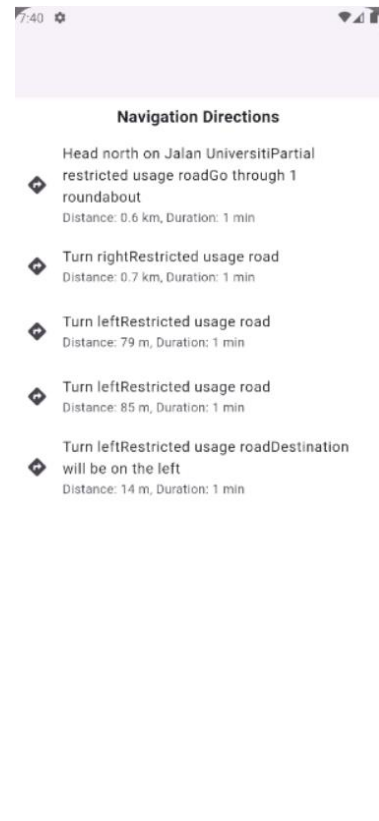 7:40
Navigation Directions
Head north on Jalan UniversitiPartial
restricted usage roadGo through 1
roundabout
Distance: 0.6 km, Duration: 1 min
Turn rightRestricted usage road
Distance: 0.7 km, Duration: 1 min
Turn leftRestricted usage road
Distance: 79 m, Duration: 1 min
Turn leftRestricted usage road
Distance: 85 m, Duration: 1 min
Turn leftRestricted usage roadDestination
will be on the left
Distance: 14 m, Duration: 1 min